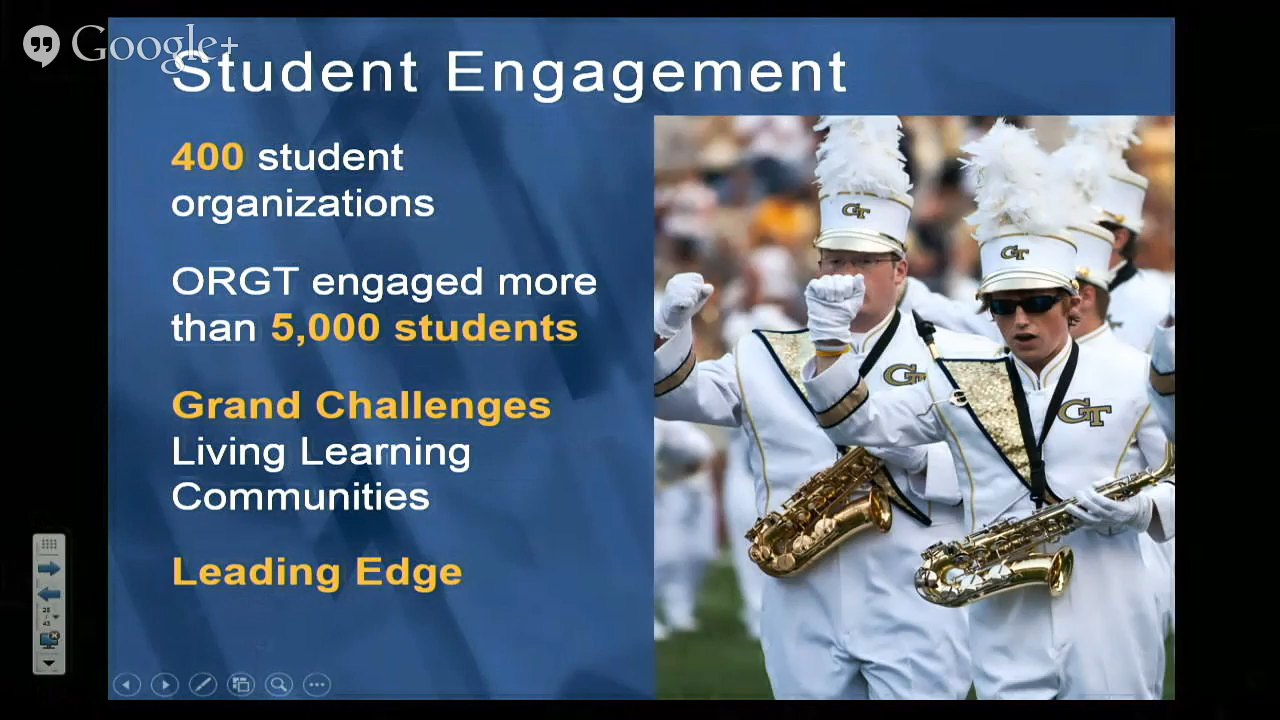 Google+
Student Engagement
400 student
organizations
ORGT engaged more
than 5,000 students
Grand Challenges
Living Learning
Communities
Leading Edge
GT
GT
GT
GT